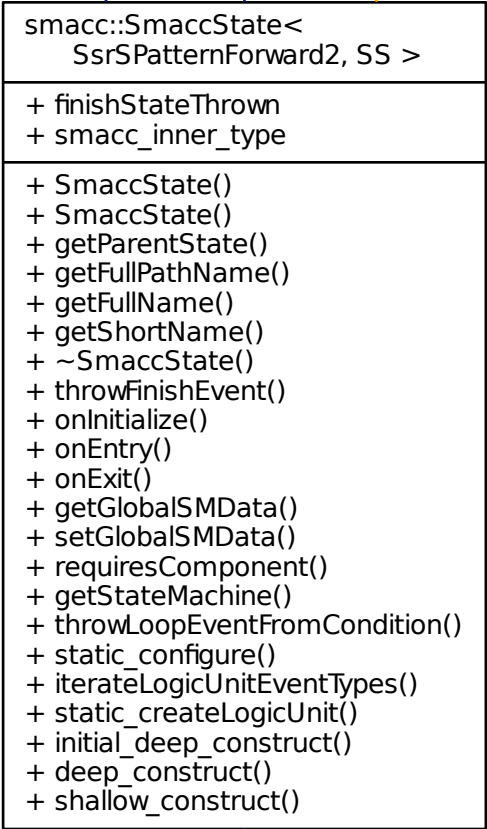 smacc::SmaccState<
SsrSPatternForward2, SS >
+ finishStateThrown
+ smacc_inner_type
+ SmaccState()
+ SmaccState()
+ getParentState()
+ getFullPathName()
+ getFullName()
+ getShortName()
+ ~SmaccState()
+ throwFinishEvent()
+ onInitialize()
+ onEntry()
+ onExit()
+ getGlobalSMData()
+ setGlobalSMData()
+ requiresComponent()
+ getStateMachine()
+ throwLoopEventFromCondition()
+ static_configure()
+ iterateLogicUnitEventTypes()
+ static_createLogicUnit()
+ initial_deep_construct()
+ deep_construct()
+ shallow_construct()